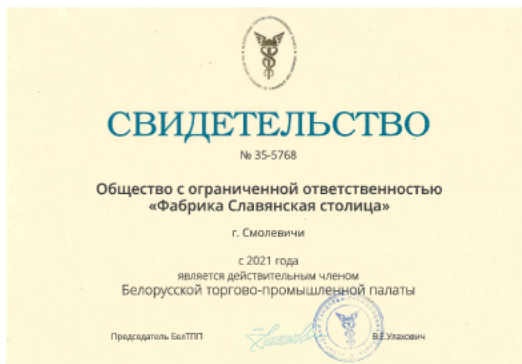 СВИДЕТЕЛЬСТВО
№ 35-5768
Общество с ограниченной ответственностью
«Фабрика Славянская столица»
г. Смолевичи
с 2021 года
является действительным членом
Белорусской торгово-промышленной палаты
Председатель БелТПП
В.Е.Улахович